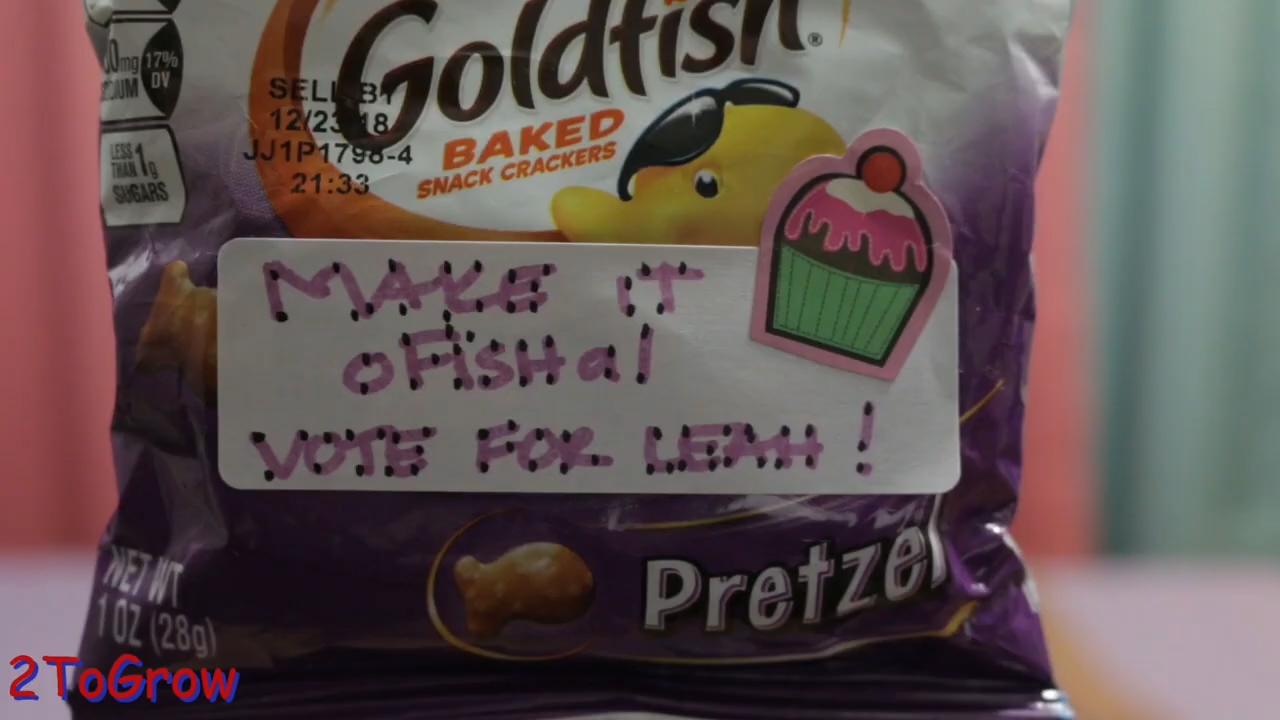 Goldfish®
BAKED
SNACK CRACKERS
17%
DV
LESS
THAN 1g
SUGARS
SELL BY
12/23 18
JJ1P1798-4
21:33
MAKE IT
oFisHal
VOTE FOR LEAH!
Pretzel
NET WT
1 OZ (28g)
2ToGrow